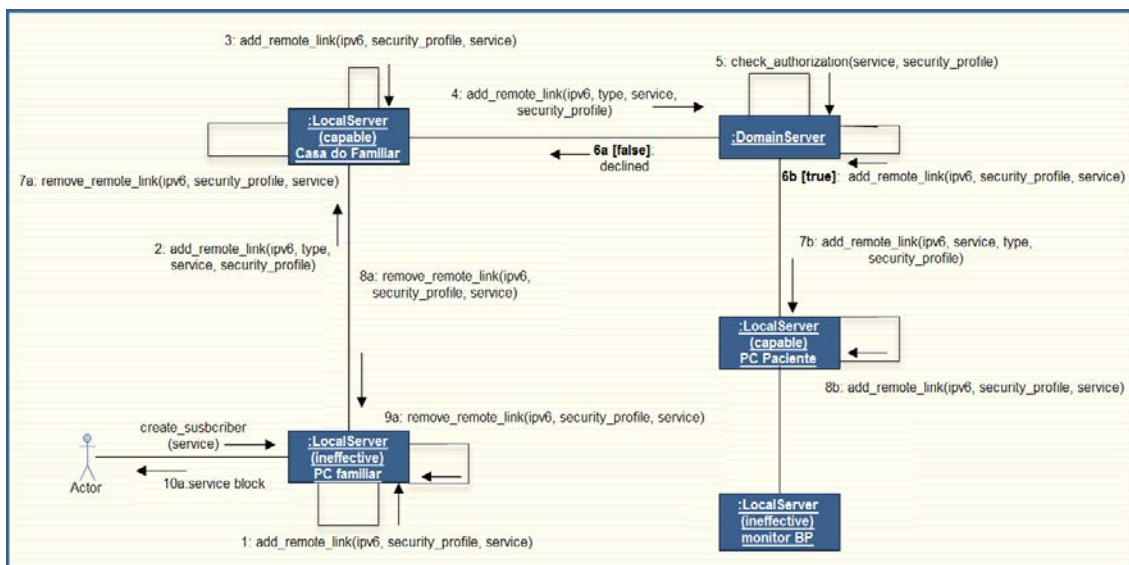 3: add_remote_link(ipv6, security_profile, service)
5: check_authorization(service, security_profile)
4: add_remote_link(ipv6, type, service,
security_profile)
:LocalServer
(capable)
Casa do Familiar
:DomainServer
6a [false]:
declined
7a: remove_remote_link(ipv6, security_profile, service)
6b [true]: add_remote_link(ipv6, security_profile, service)
2: add_remote_link(ipv6, type,
service, security_profile)
7b: add_remote_link(ipv6, service, type,
security_profile)
8a: remove_remote_link(ipv6,
security_profile, service)
:LocalServer
(capable)
PC Paciente
8b: add_remote_link(ipv6, security_profile, service)
9a: remove_remote_link(ipv6, security_profile, service)
create_susbcriber
(service)
:LocalServer
(ineffective)
PC familiar
Actor
10a:service block
:LocalServer
(ineffective)
monitor BP
1: add_remote_link(ipv6, security_profile, service)